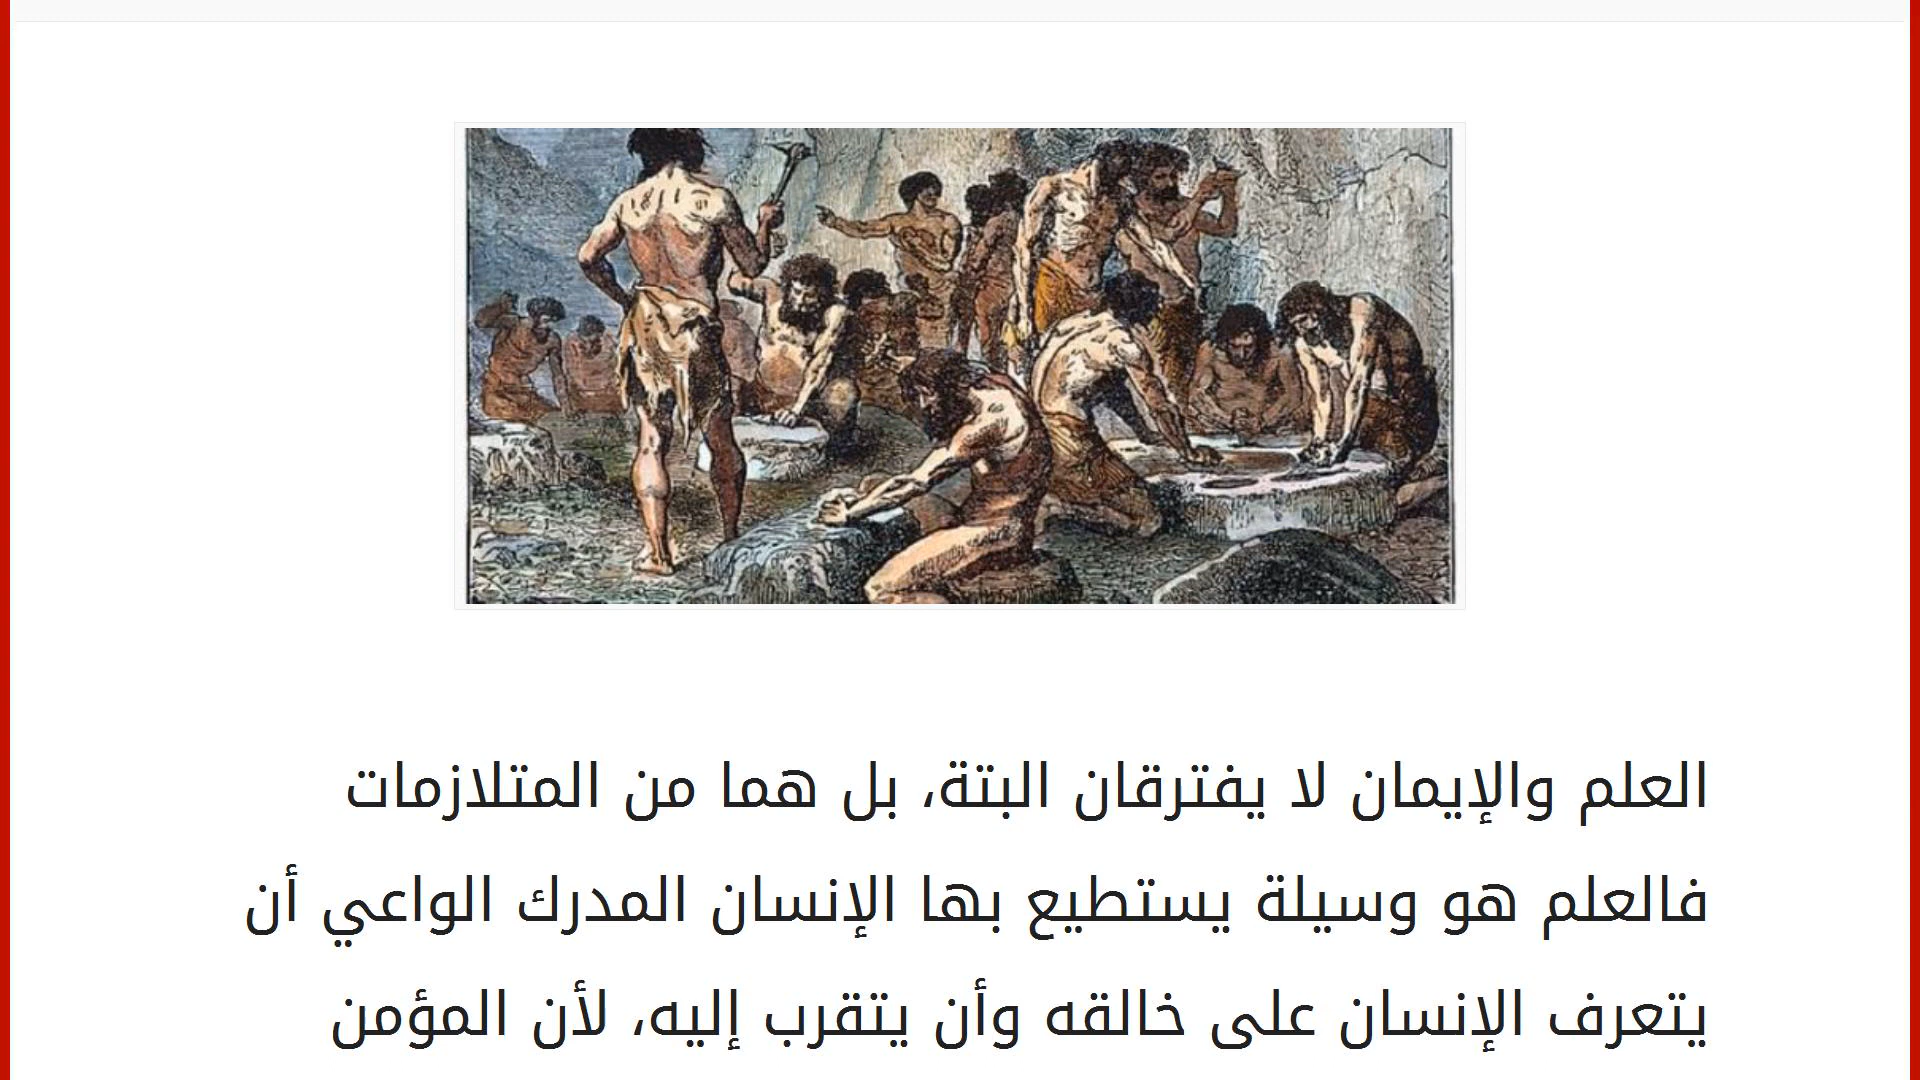 العلم والإيمان لا يفترقان البتة، بل هما من المتلازمات
فالعلم هو وسيلة يستطيع بها الإنسان المدرك الواعي أن
يتعرف الإنسان على خالقه وأن يتقرب إليه، لأن المؤمن